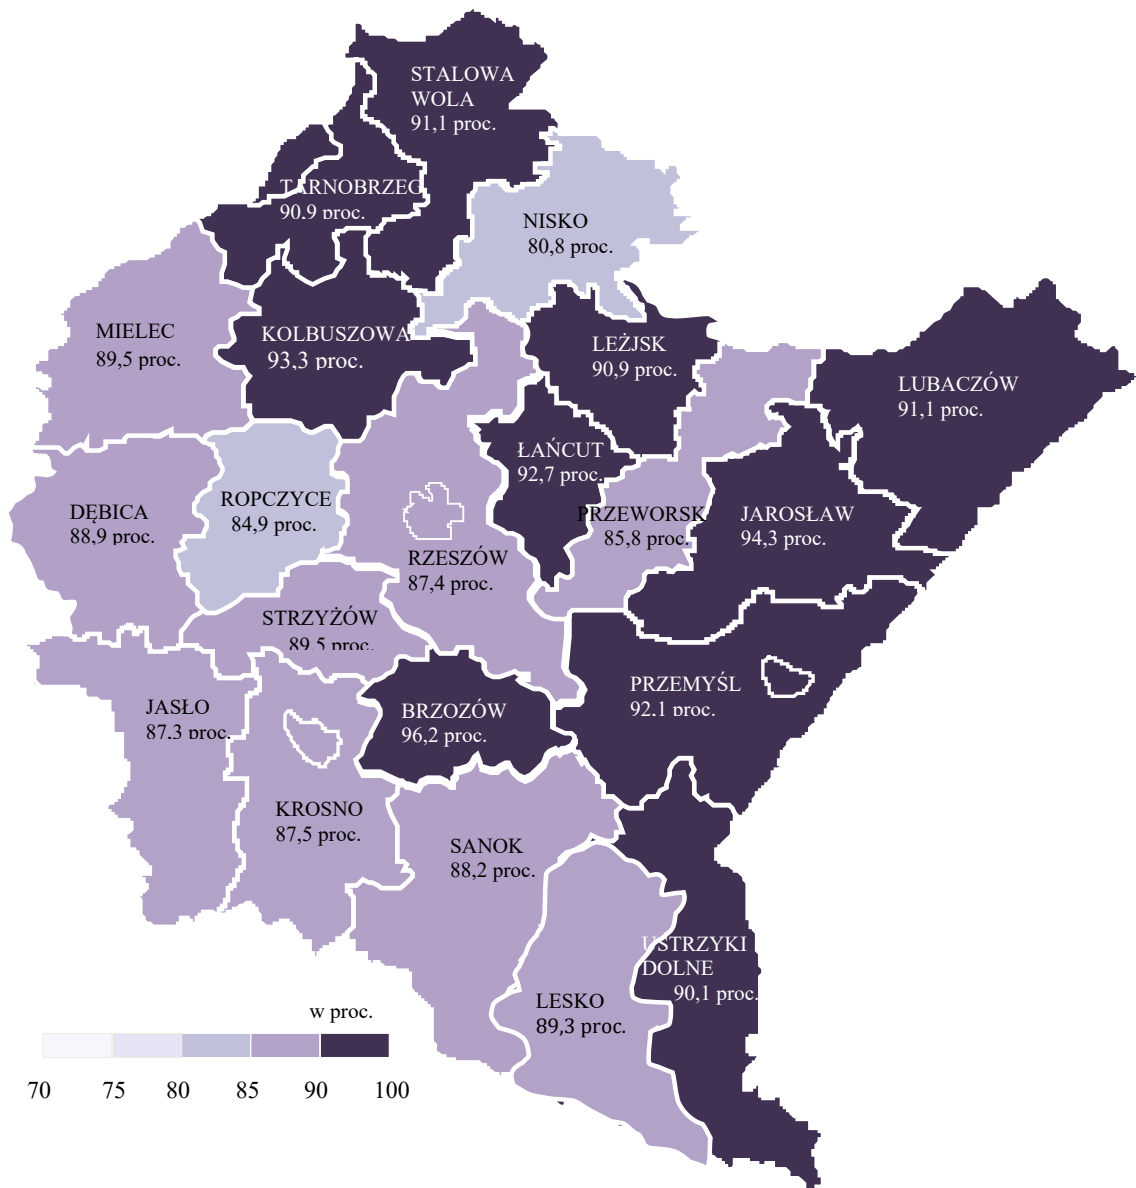 STALOWA
WOLA
91,1 proc.
TARNOBRZEG
90,9 proc.
NISKO
80,8 proc.
MIELEC
89,5 proc.
KOLBUSZOWA
93,3 proc.
LEŻJSK
90,9 proc.
LUBACZÓW
91,1 proc.
ŁAŃCUT
92,7 proc.
DĘBICA
88,9 proc.
ROPCZYCE
84,9 proc.
PRZEWORSK
85,8 proc.
JAROSŁAW
94,3 proc.
RZESZÓW
87,4 proc.
STRZYŻÓW
89,5 proc.
PRZEMYŚL
92,1 proc.
JASŁO
87,3 proc.
BRZOZÓW
96,2 proc.
KROSNO
87,5 proc.
SANOK
88,2 proc.
USTRZYKI
DOLNE
90,1 proc.
LESKO
89,3 proc.
w proc.
70 75 80 85 90 100